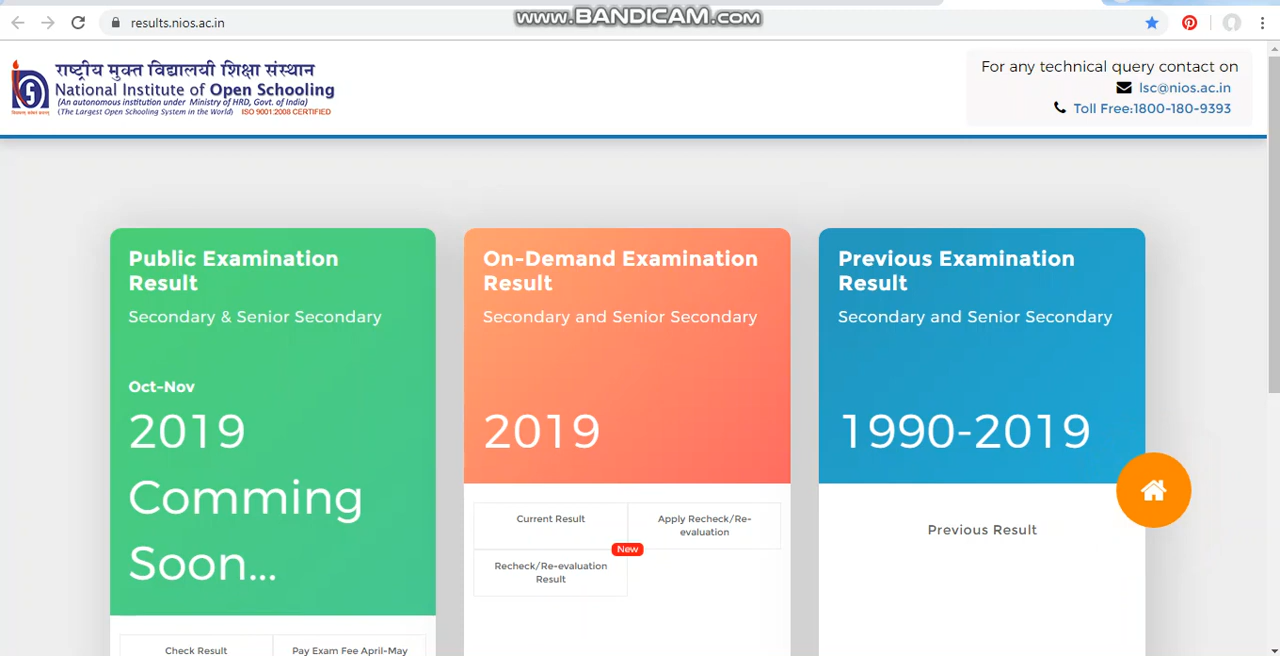 www.BANDICAM.com
results.nios.ac.in
राष्ट्रीय मुक्त विद्यालयी शिक्षा संस्थान
National Institute of Open Schooling
(An autonomous institution under Ministry of HRD, Govt. of India)
(The Largest Open Schooling System in the World) ISO 9001:2008 CERTIFIED
For any technical query contact on
lsc@nios.ac.in
Toll Free:1800-180-9393
Public Examination
Result
Secondary & Senior Secondary
Oct-Nov
2019
Comming
Soon...
Check Result
Pay Exam Fee April-May
On-Demand Examination
Result
Secondary and Senior Secondary
2019
Current Result
Apply Recheck/Re-
evaluation
New
Recheck/Re-evaluation
Result
Previous Examination
Result
Secondary and Senior Secondary
1990-2019
Previous Result